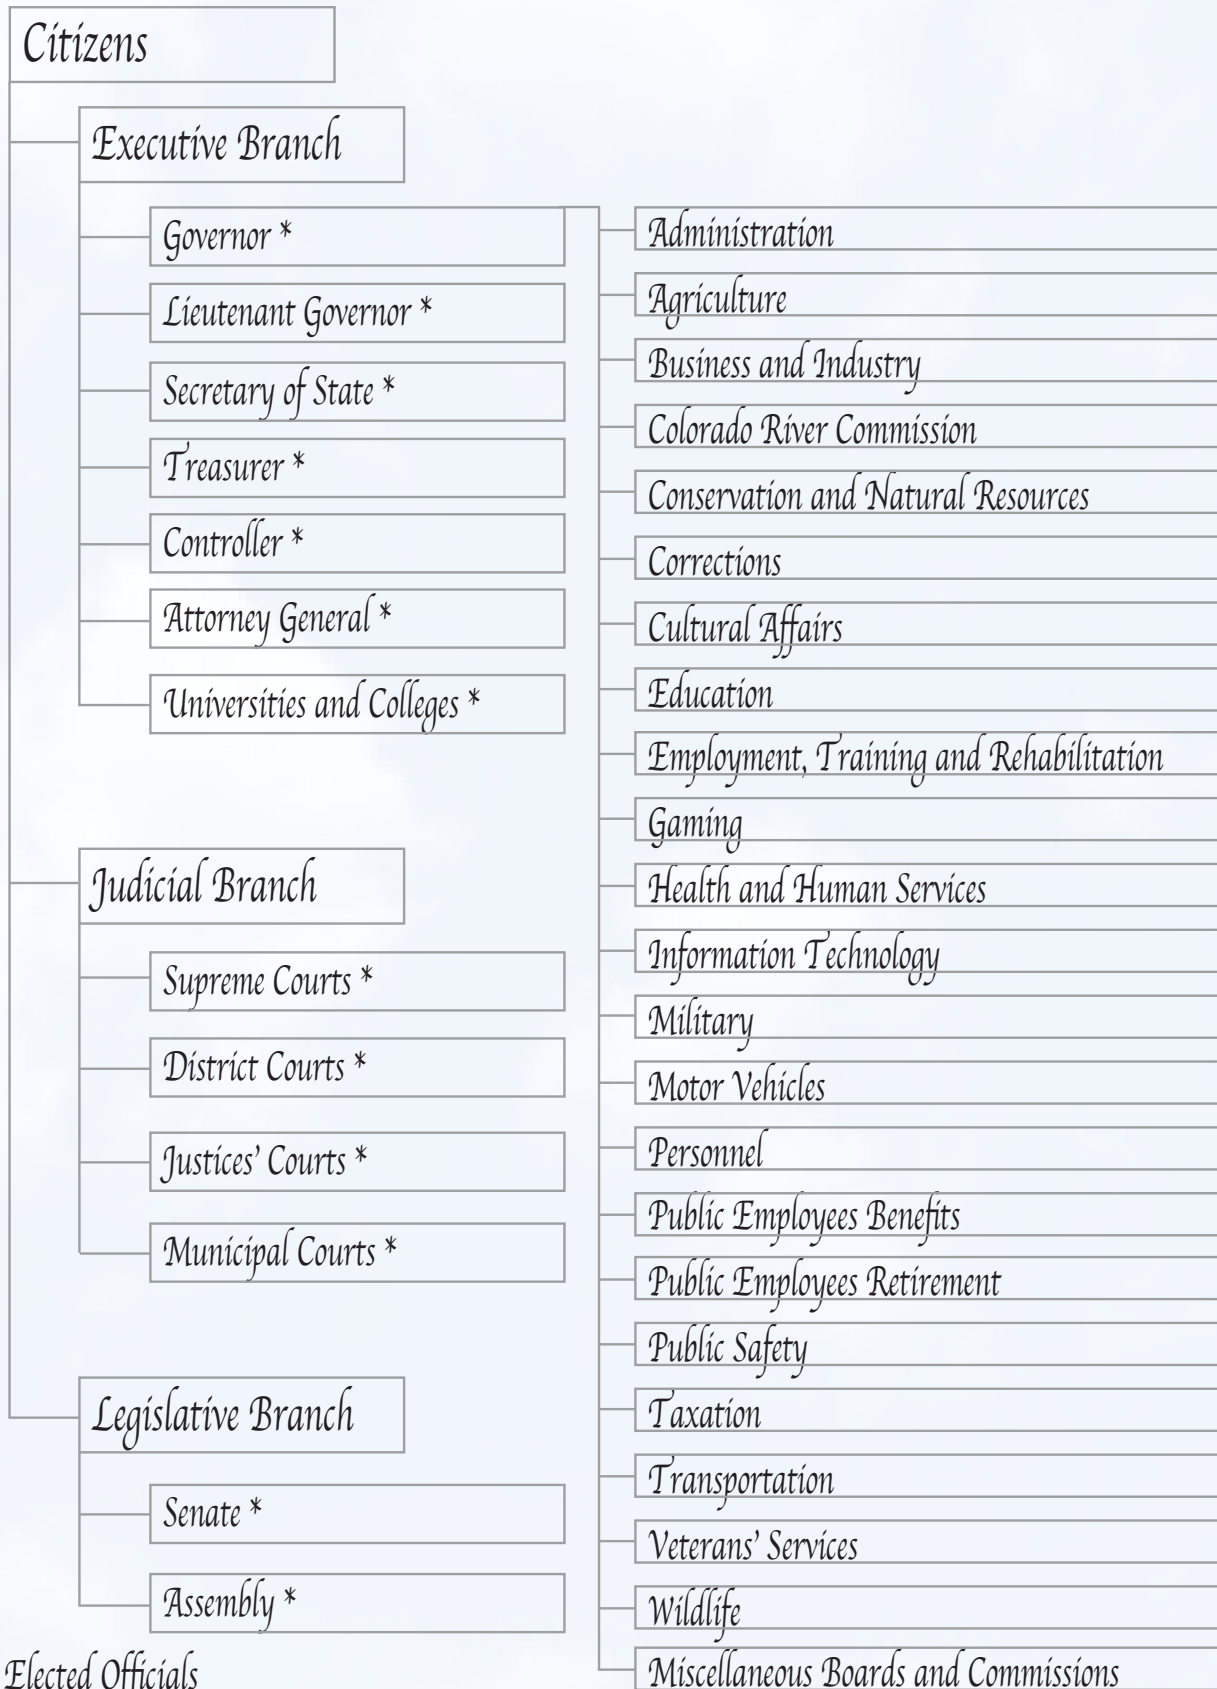 Citizens
Executive Branch
Governor *
Lieutenant Governor *
Secretary of State *
Treasurer *
Controller *
Attorney General *
Universities and Colleges *
Judicial Branch
Supreme Courts *
District Courts *
Justices' Courts *
Municipal Courts *
Legislative Branch
Senate *
Assembly *
Elected Officials
Administration
Agriculture
Business and Industry
Colorado River Commission
Conservation and Natural Resources
Corrections
Cultural Affairs
Education
Employment, Training and Rehabilitation
Gaming
Health and Human Services
Information Technology
Military
Motor Vehicles
Personnel
Public Employees Benefits
Public Employees Retirement
Public Safety
Taxation
Transportation
Veterans' Services
Wildlife
Miscellaneous Boards and Commissions